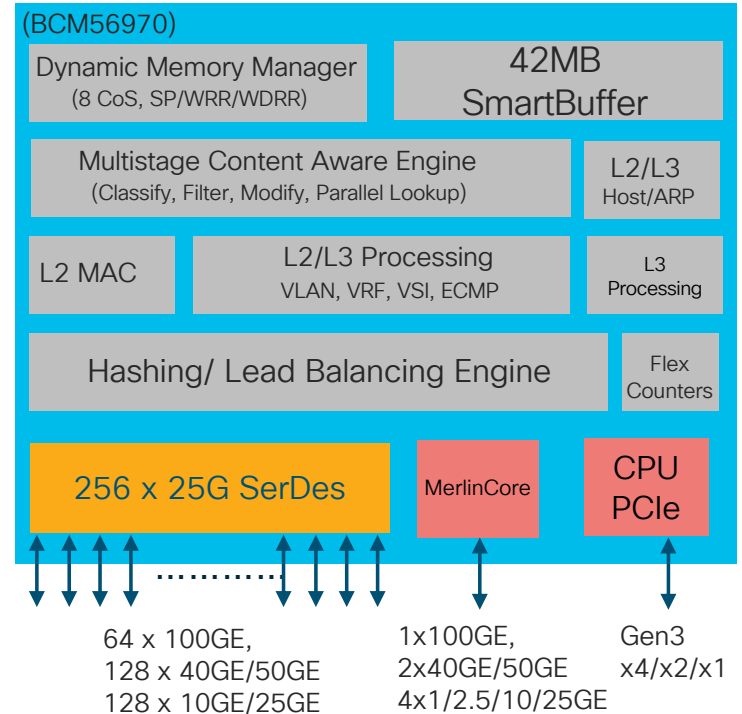 (BCM56970)
Dynamic Memory Manager
(8 CoS, SP/WRR/WDRR)
42MB
SmartBuffer
Multistage Content Aware Engine
(Classify, Filter, Modify, Parallel Lookup)
L2/L3
Host/ARP
L2 MAC
L2/L3 Processing
VLAN, VRF, VSI, ECMP
L3
Processing
Hashing/ Lead Balancing Engine
Flex
Counters
256 x 25G SerDes
MerlinCore
CPU
PCIe
64 x 100GE,
128 x 40GE/50GE
128 x 10GE/25GE
1x100GE,
2x40GE/50GE
4x1/2.5/10/25GE
Gen3
x4/x2/x1